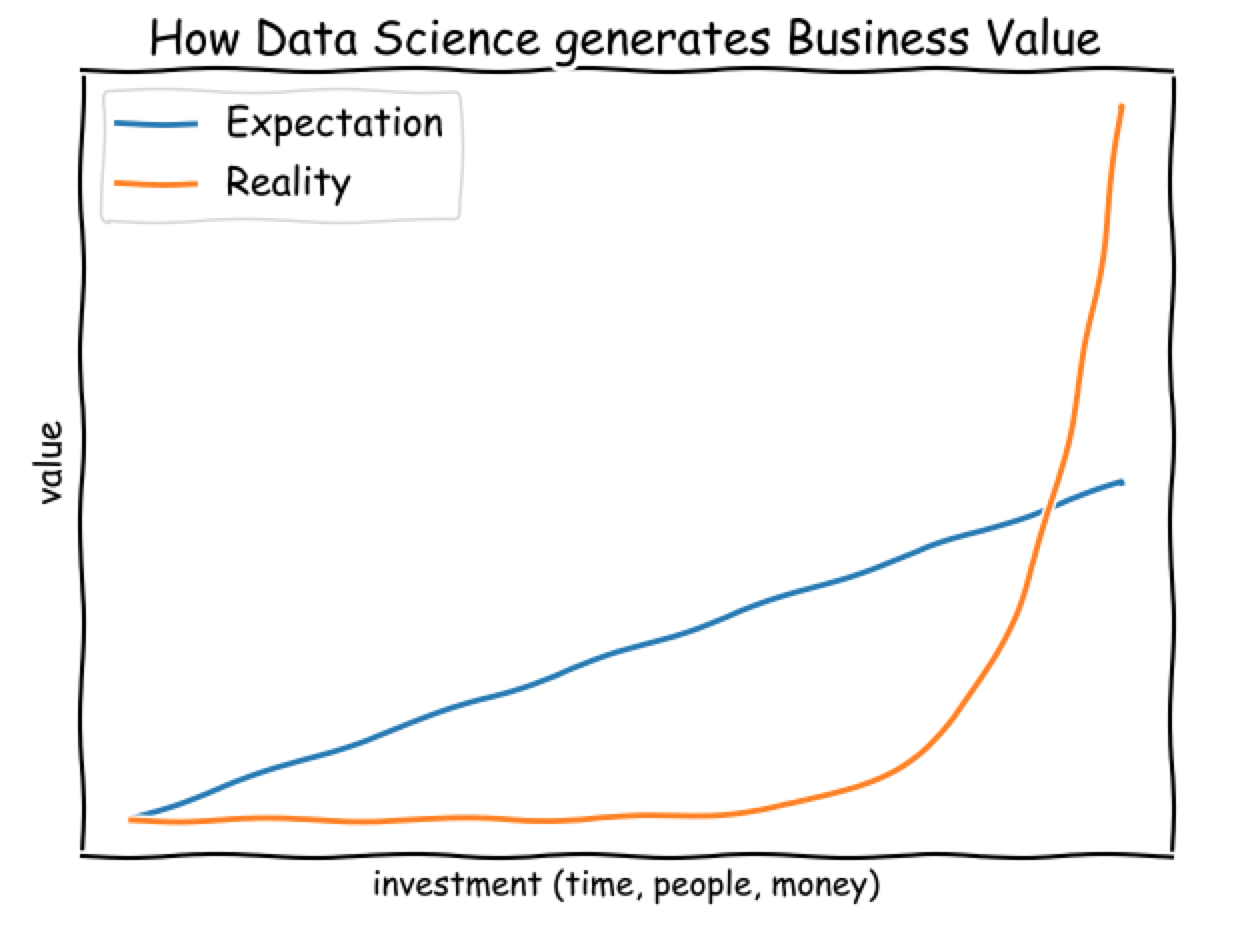 How Data Science generates Business Value
Expectation
Reality
value
investment (time, people, money)